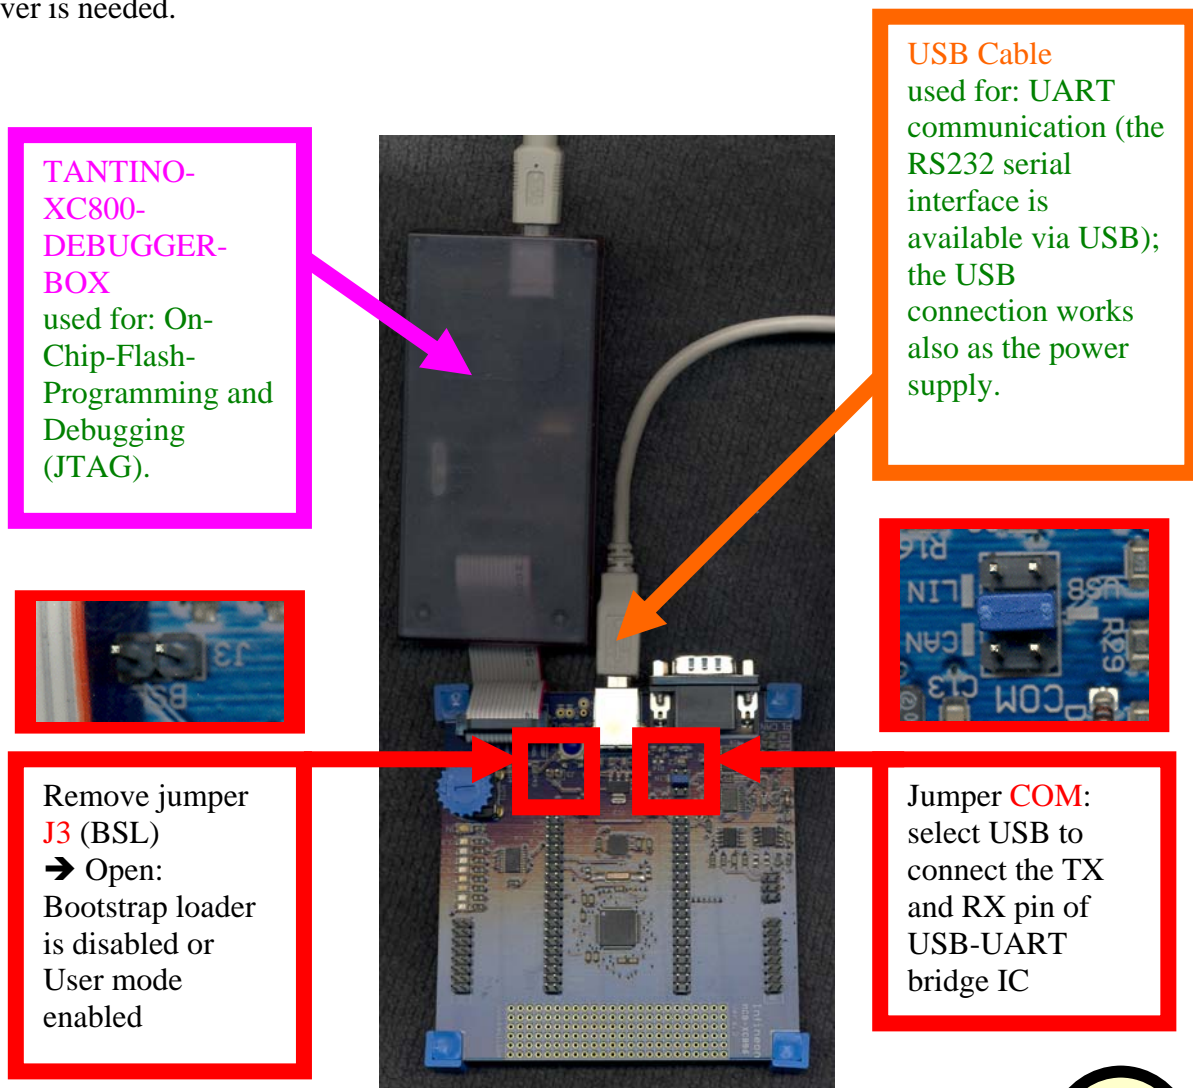 ver is needed.
USB Cable
used for: UART
communication (the
RS232 serial
interface is
available via USB);
the USB
connection works
also as the power
supply.
TANTINO-
XC800-
DEBUGGER-
BOX
used for: On-
Chip-Flash-
Programming and
Debugging
(JTAG).
J3
BSL
R16
LIN
USB
CAN
R29
C13
COM
Remove jumper
J3 (BSL)
➔ Open:
Bootstrap loader
is disabled or
User mode
enabled
Jumper COM:
select USB to
connect the TX
and RX pin of
USB-UART
bridge IC
Infineon